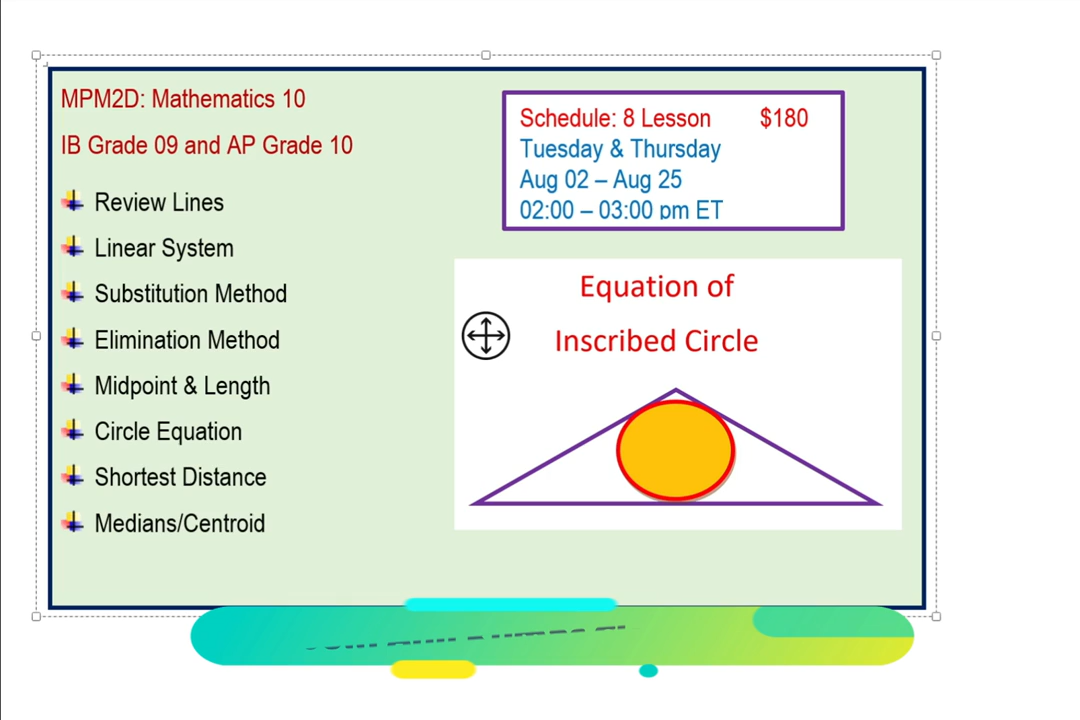 MPM2D: Mathematics 10
IB Grade 09 and AP Grade 10
Review Lines
Linear System
Substitution Method
Elimination Method
Midpoint & Length
Circle Equation
Shortest Distance
Medians/Centroid
Schedule: 8 Lesson $180
Tuesday & Thursday
Aug 02 – Aug 25
02:00 – 03:00 pm ET
Equation of
Inscribed Circle